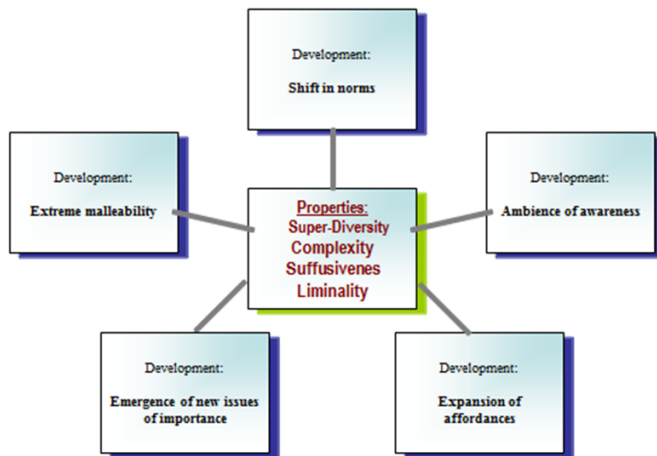 Development:
Shift in norms
Development:
Extreme malleability
Properties:
Super-Diversity
Complexity
Suffusivenes
Liminality
Development:
Ambience of awareness
Development:
Emergence of new issues
of importance
Development:
Expansion of
affordances